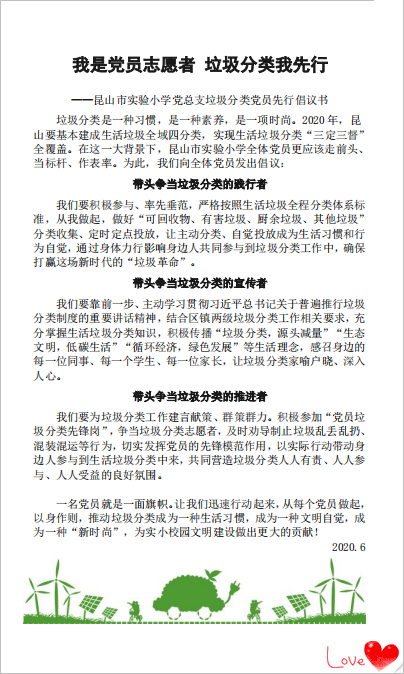 我是党员志愿者 垃圾分类我先行
——昆山市实验小学党总支垃圾分类党员先行倡议书
垃圾分类是一种习惯，是一种素养，是一项时尚。2020年，昆
山要基本建成生活垃圾全域四分类，实现生活垃圾分类“三定三督”
全覆盖。在这一大背景下，昆山市实验小学全体党员更应该走前头、
当标杆、作表率。为此，我们向全体党员发出倡议：
带头争当垃圾分类的践行者
我们要积极参与、率先垂范，严格按照生活垃圾全程分类体系标
准，从我做起，做好“可回收物、有害垃圾、厨余垃圾、其他垃圾”
分类收集、定时定点投放，让主动分类、自觉投放成为生活习惯和行
为自觉，通过身体力行影响身边人共同参与到垃圾分类工作中，确保
打赢这场新时代的“垃圾革命”。
带头争当垃圾分类的宣传者
我们要靠前一步、主动学习贯彻习近平总书记关于普遍推行垃圾
分类制度的重要讲话精神，结合区镇两级垃圾分类工作相关要求，充
分掌握生活垃圾分类知识，积极传播“垃圾分类，源头减量”“生态
文明，低碳生活”“循环经济，绿色发展”等生活理念，感召身边的
每一位同事、每一个学生、每一位家长，让垃圾分类家喻户晓、深入
人心。
带头争当垃圾分类的推进者
我们要为垃圾分类工作建言献策、群策群力。积极参加“党员垃
圾分类先锋岗”，争当垃圾分类志愿者，及时劝导制止垃圾乱丢乱扔、
混装混运等行为，切实发挥党员的先锋模范作用，以实际行动带动身
边人参与到生活垃圾分类中来，共同营造垃圾分类人人有责、人人参
与、人人受益的良好氛围。
一名党员就是一面旗帜。让我们迅速行动起来，从每个党员做起，
以身作则，推动垃圾分类成为一种生活习惯，成为一种文明自觉，成
为一种“新时尚”，为实小校园文明建设做出更大的贡献！
2020.6
Love